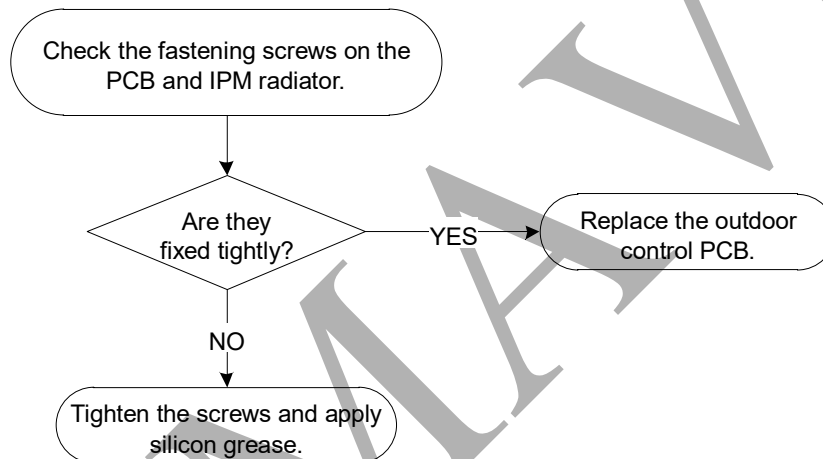 Check the fastening screws on the
PCB and IPM radiator.
Are they
fixed tightly?
YES
Replace the outdoor
control PCB.
NO
Tighten the screws and apply
silicon grease.